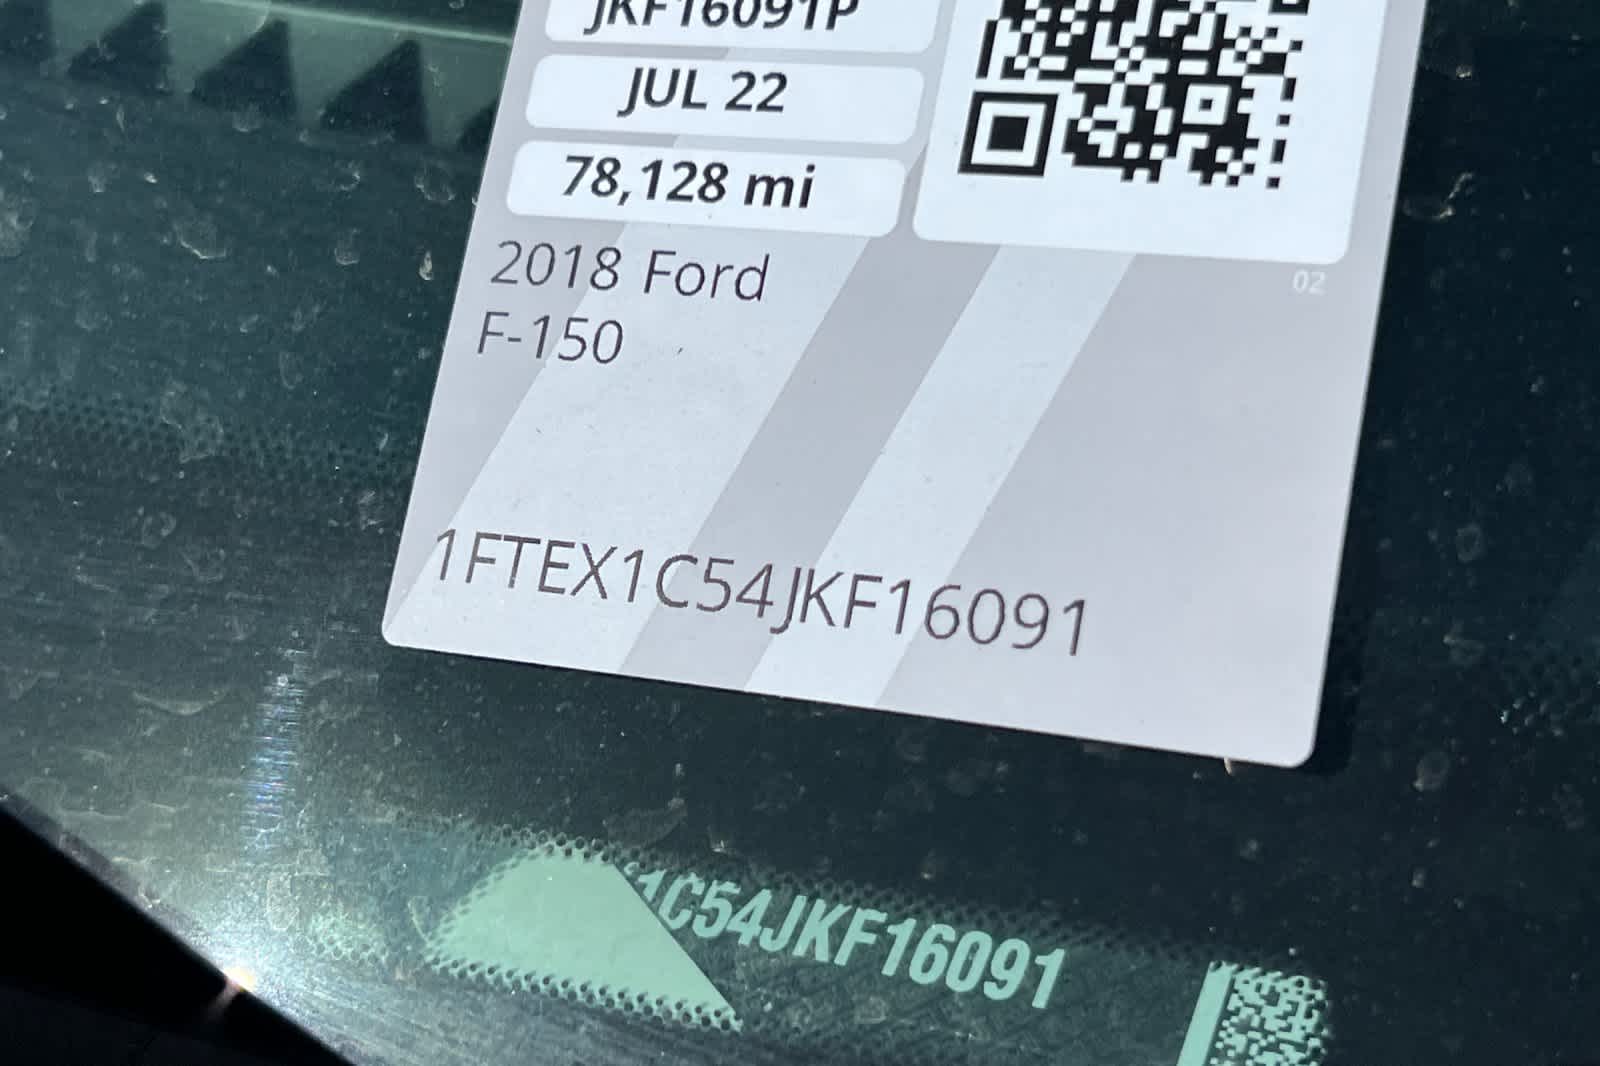 JKF16091P
JUL 22
78,128 mi
02
2018 Ford
F-150
1FTEX1C54JKF16091
1C54JKF16091